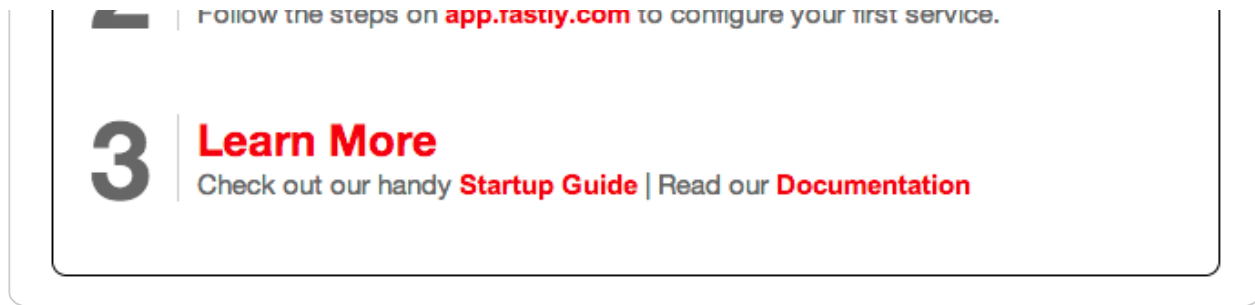 Follow the steps on app.fastly.com to configure your first service.
3
Learn More
Check out our handy Startup Guide | Read our Documentation